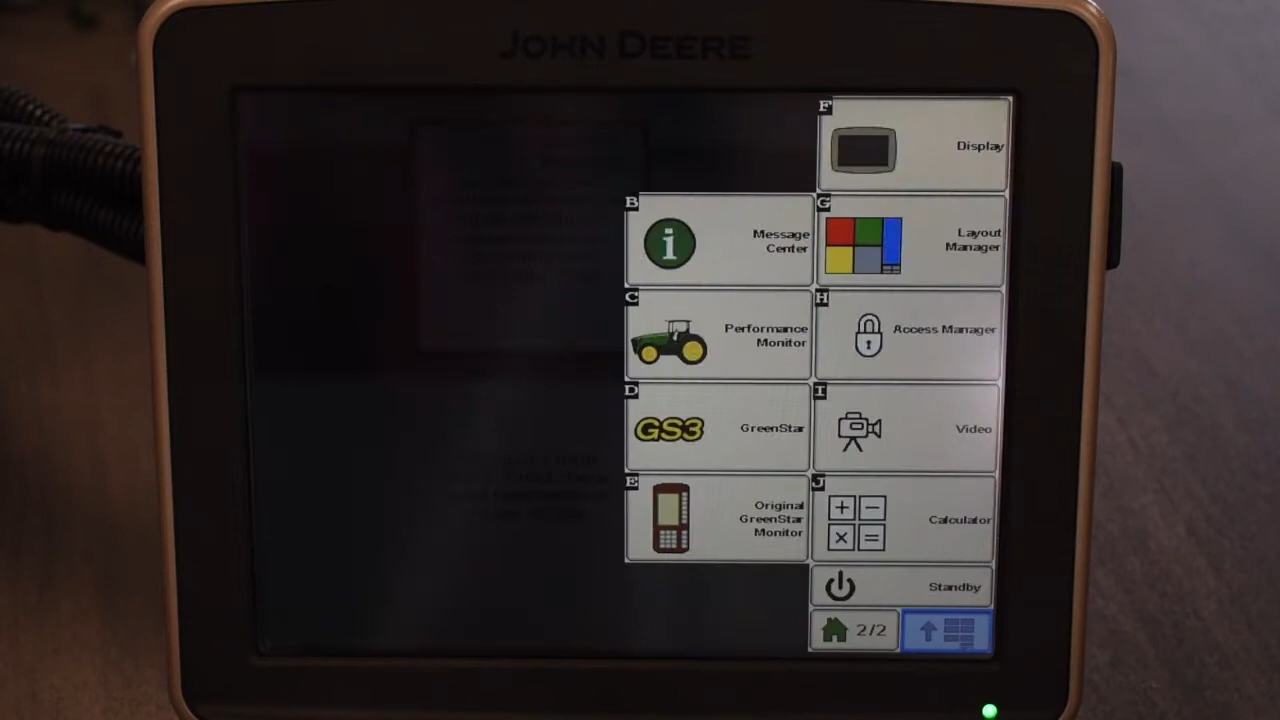 JOHN DEERE
F
Display
B
Message
Center
G
Layout
Manager
C
Performance
Monitor
H
Access Manager
D
GS3
GreenStar
I
Video
E
Original
GreenStar
Monitor
J
Calculator
Standby
2/2